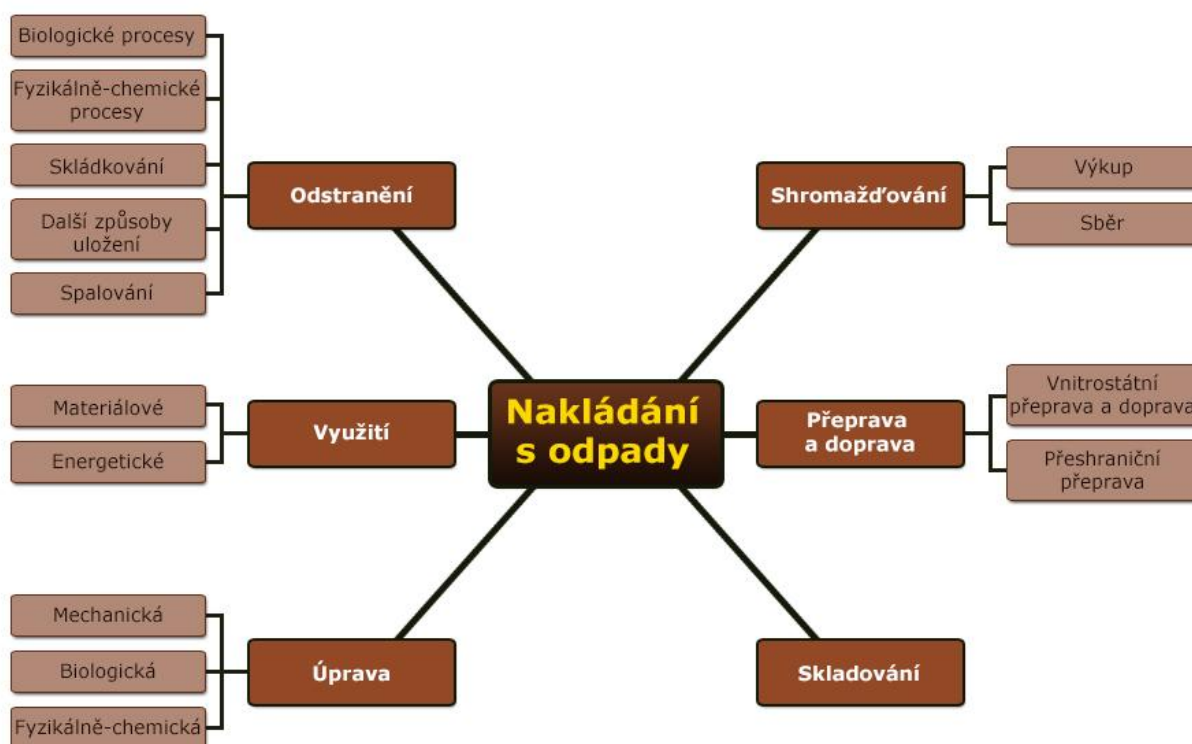 Biologické procesy
Fyzikálně-chemické
procesy
Skládkování
Další způsoby
uložení
Spalování
Odstranění
Materiálové
Energetické
Využití
Mechanická
Biologická
Fyzikálně-chemická
Úprava
Nakládání
s odpady
Shromažďování
Výkup
Sběr
Přeprava
a doprava
Vnitrostátní
přeprava a doprava
Přeshraniční
přeprava
Skladování